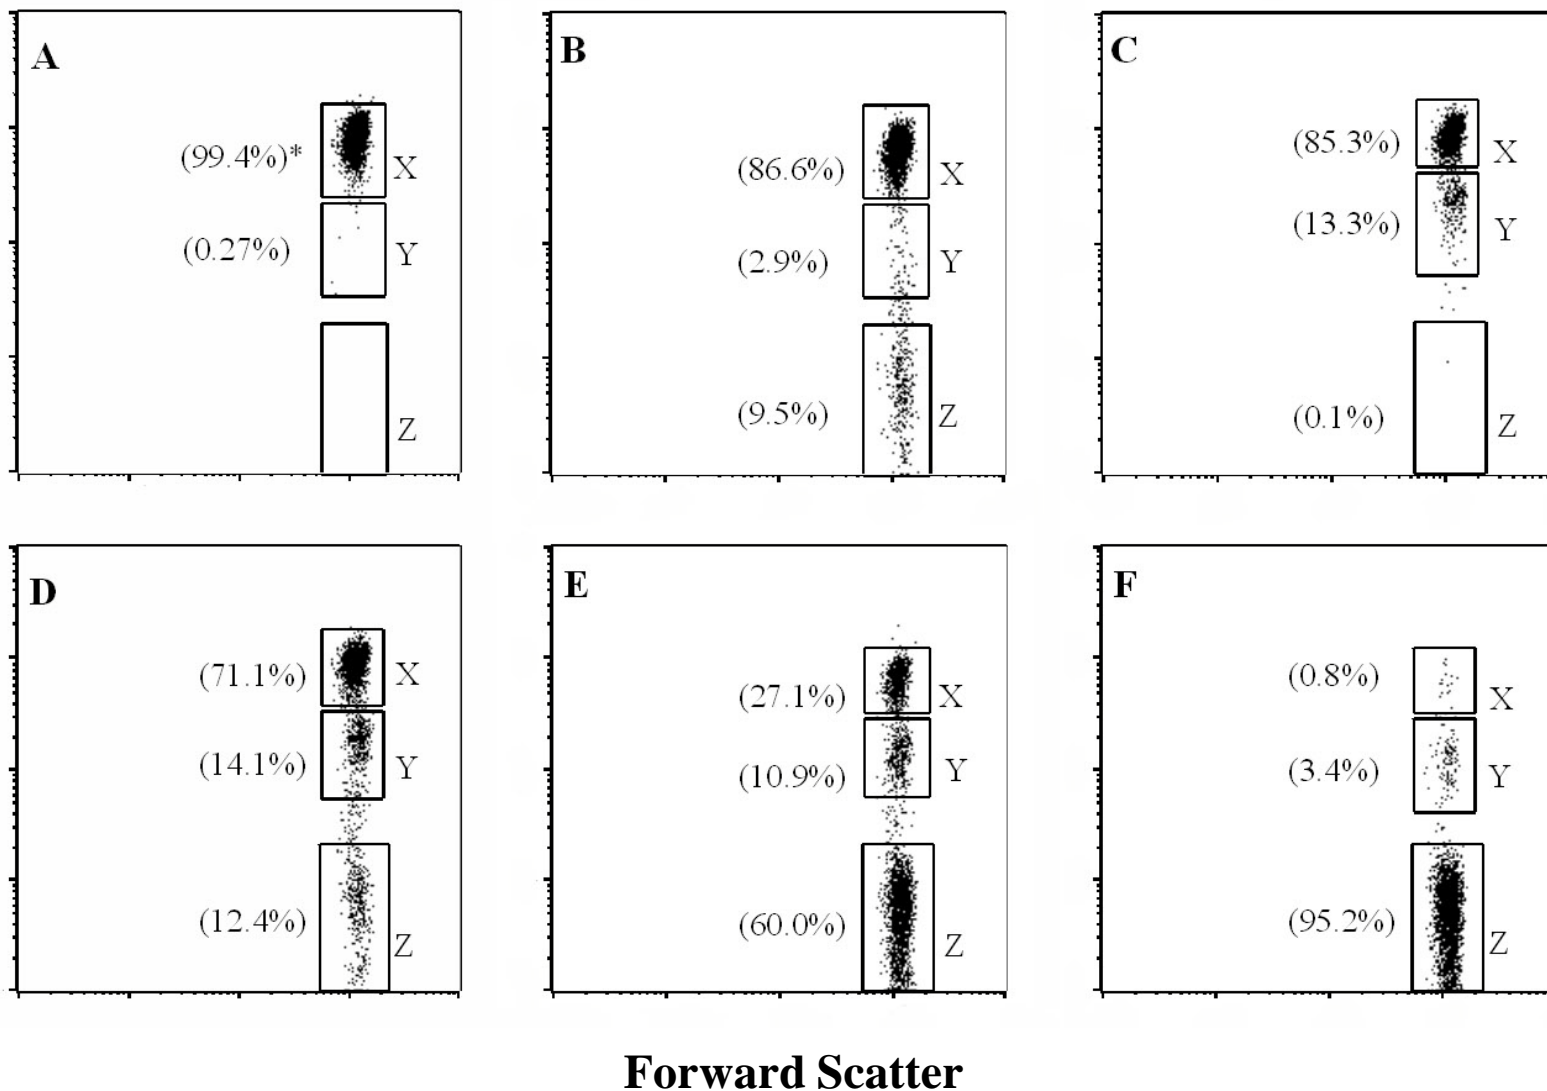 A
B
C
(99.4%)*
X
(86.6%)
X
(85.3%)
X
(0.27%)
Y
(2.9%)
Y
(13.3%)
Y
Z
(9.5%)
Z
(0.1%)
Z
D
E
F
(71.1%)
X
(27.1%)
X
(0.8%)
X
(14.1%)
Y
(10.9%)
Y
(3.4%)
Y
(12.4%)
Z
(60.0%)
Z
(95.2%)
Z
Forward Scatter